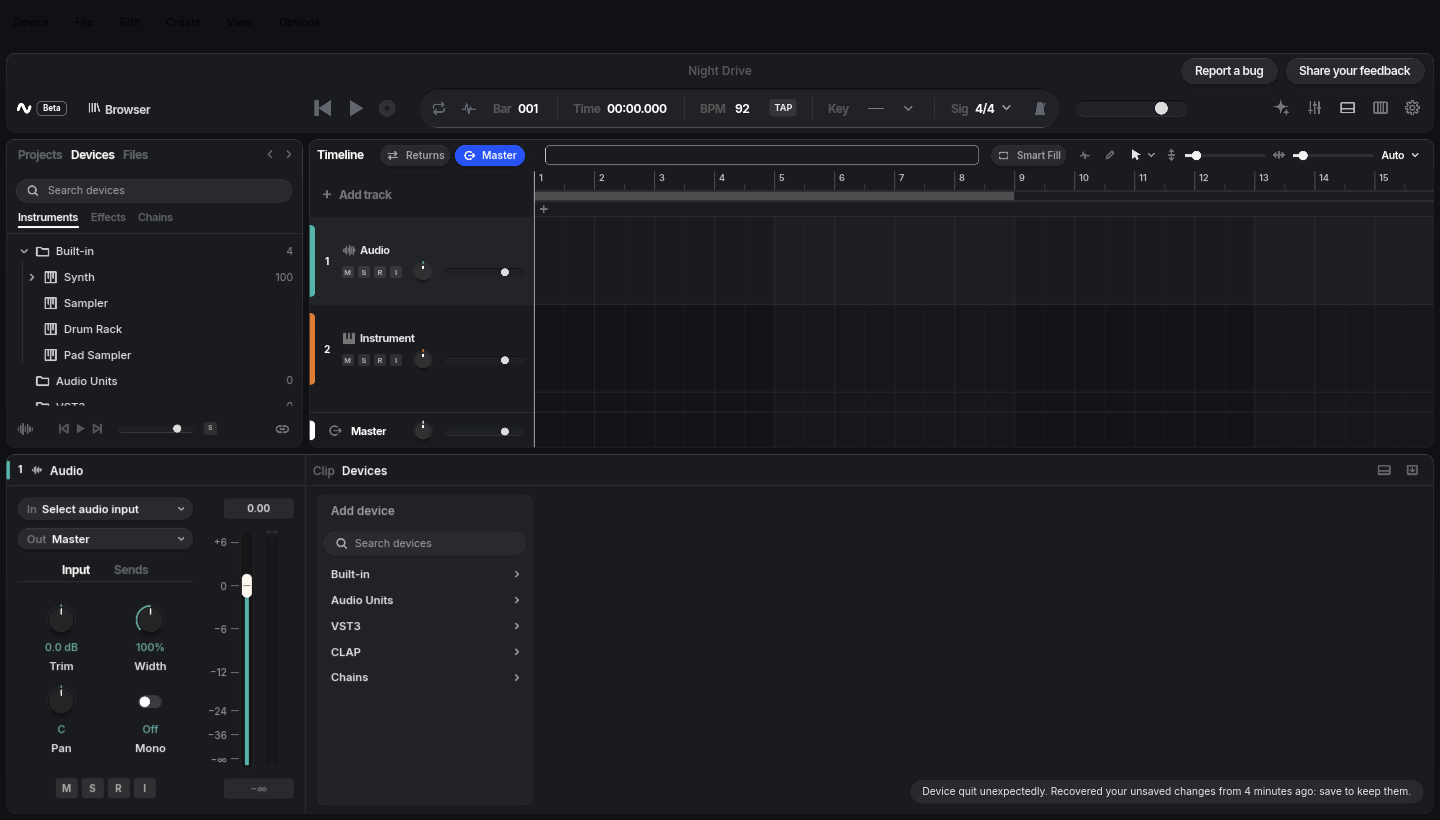 Device File Edit Create View Options
Night Drive
Report a bug Share your feedback
Beta Browser
Bar 001 Time 00:00.000 BPM 92 TAP Key — Sig 4/4
Projects Devices Files
Timeline Returns Master Smart Fill Auto
Search devices
Add track
1 2 3 4 5 6 7 8 9 10 11 12 13 14 15
Instruments Effects Chains
Built-in 4
Synth 100
Sampler
Drum Rack
Pad Sampler
Audio Units 0
VST3 0
S
1 Audio
M S R I
2 Instrument
M S R I
Master
1 Audio
In Select audio input 0.00
Out Master
Input Sends
0.0 dB 100%
Trim Width
C Off
Pan Mono
M S R I
+6
0
−6
−12
−24
−36
−∞
−∞
Clip Devices
Add device
Search devices
Built-in
Audio Units
VST3
CLAP
Chains
Device quit unexpectedly. Recovered your unsaved changes from 4 minutes ago: save to keep them.